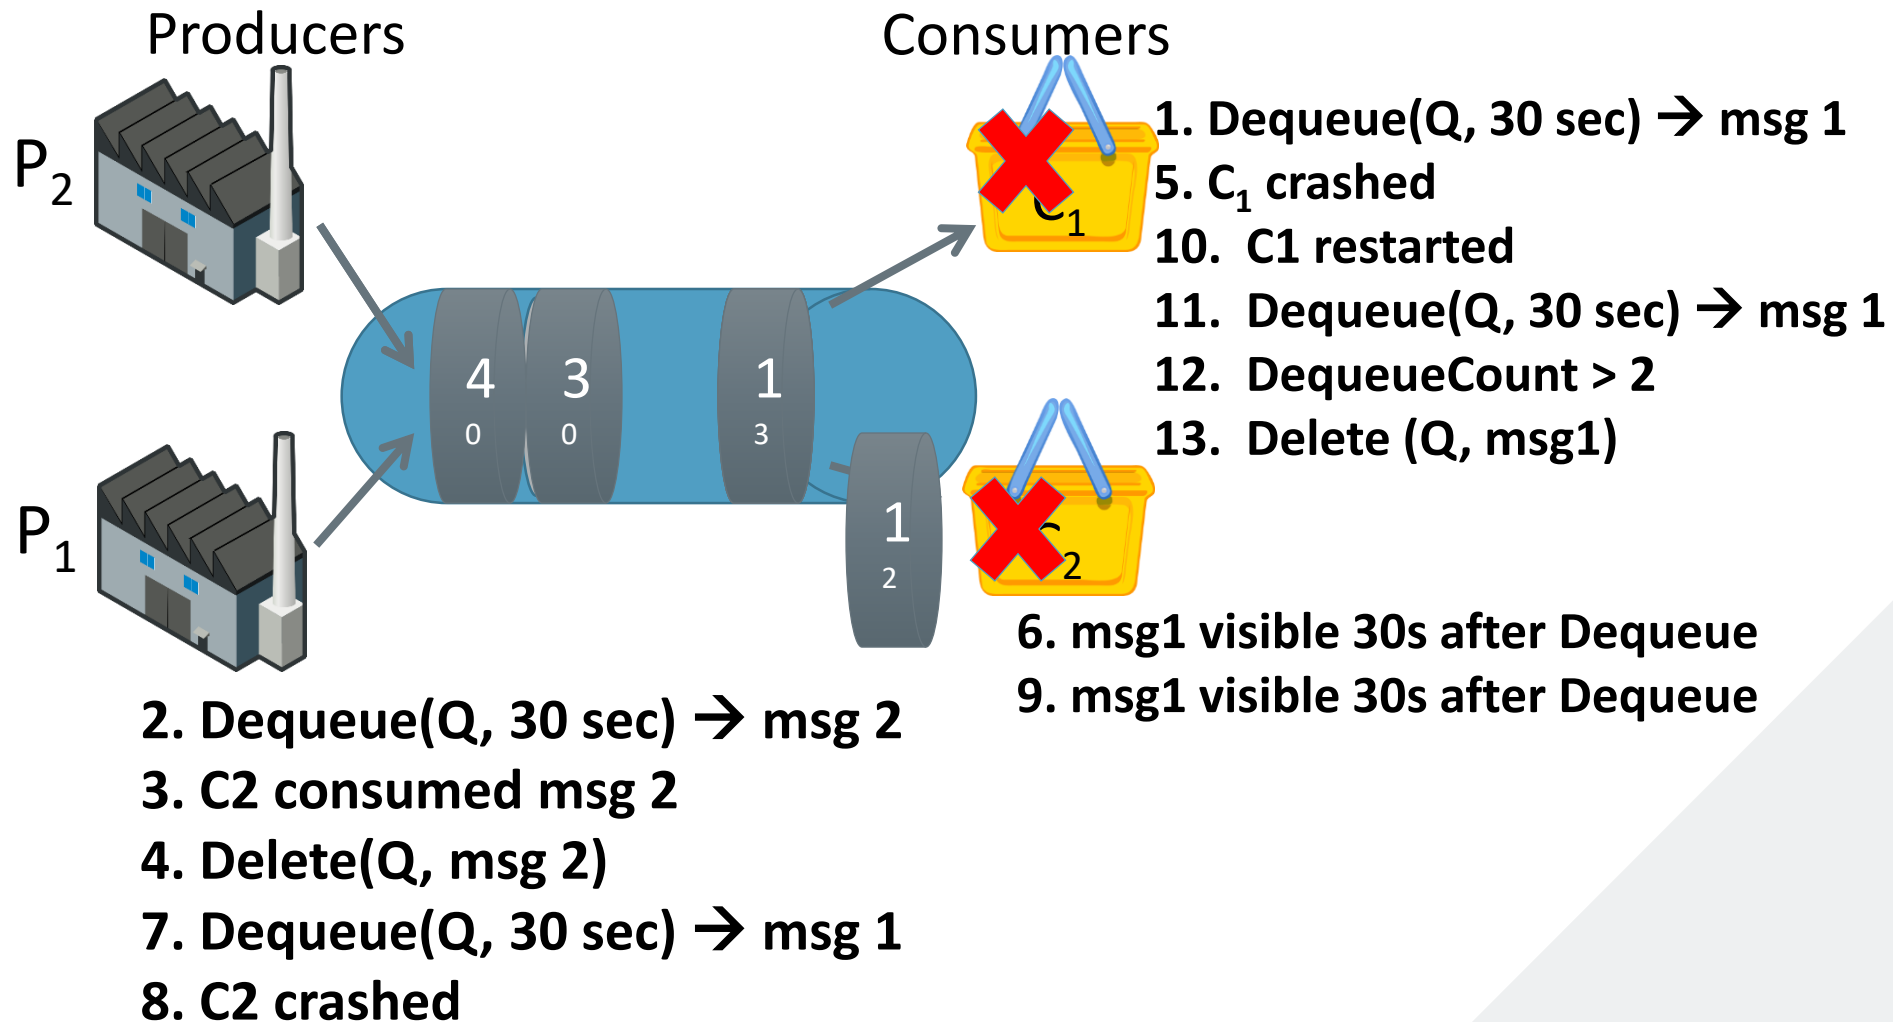 Producers
Consumers
P2
P1
1. Dequeue(Q, 30 sec) → msg 1
5. C1 crashed
10. C1 restarted
11. Dequeue(Q, 30 sec) → msg 1
12. DequeueCount > 2
13. Delete (Q, msg1)
C1
4
0
3
0
1
3
1
2
C2
6. msg1 visible 30s after Dequeue
9. msg1 visible 30s after Dequeue
2. Dequeue(Q, 30 sec) → msg 2
3. C2 consumed msg 2
4. Delete(Q, msg 2)
7. Dequeue(Q, 30 sec) → msg 1
8. C2 crashed